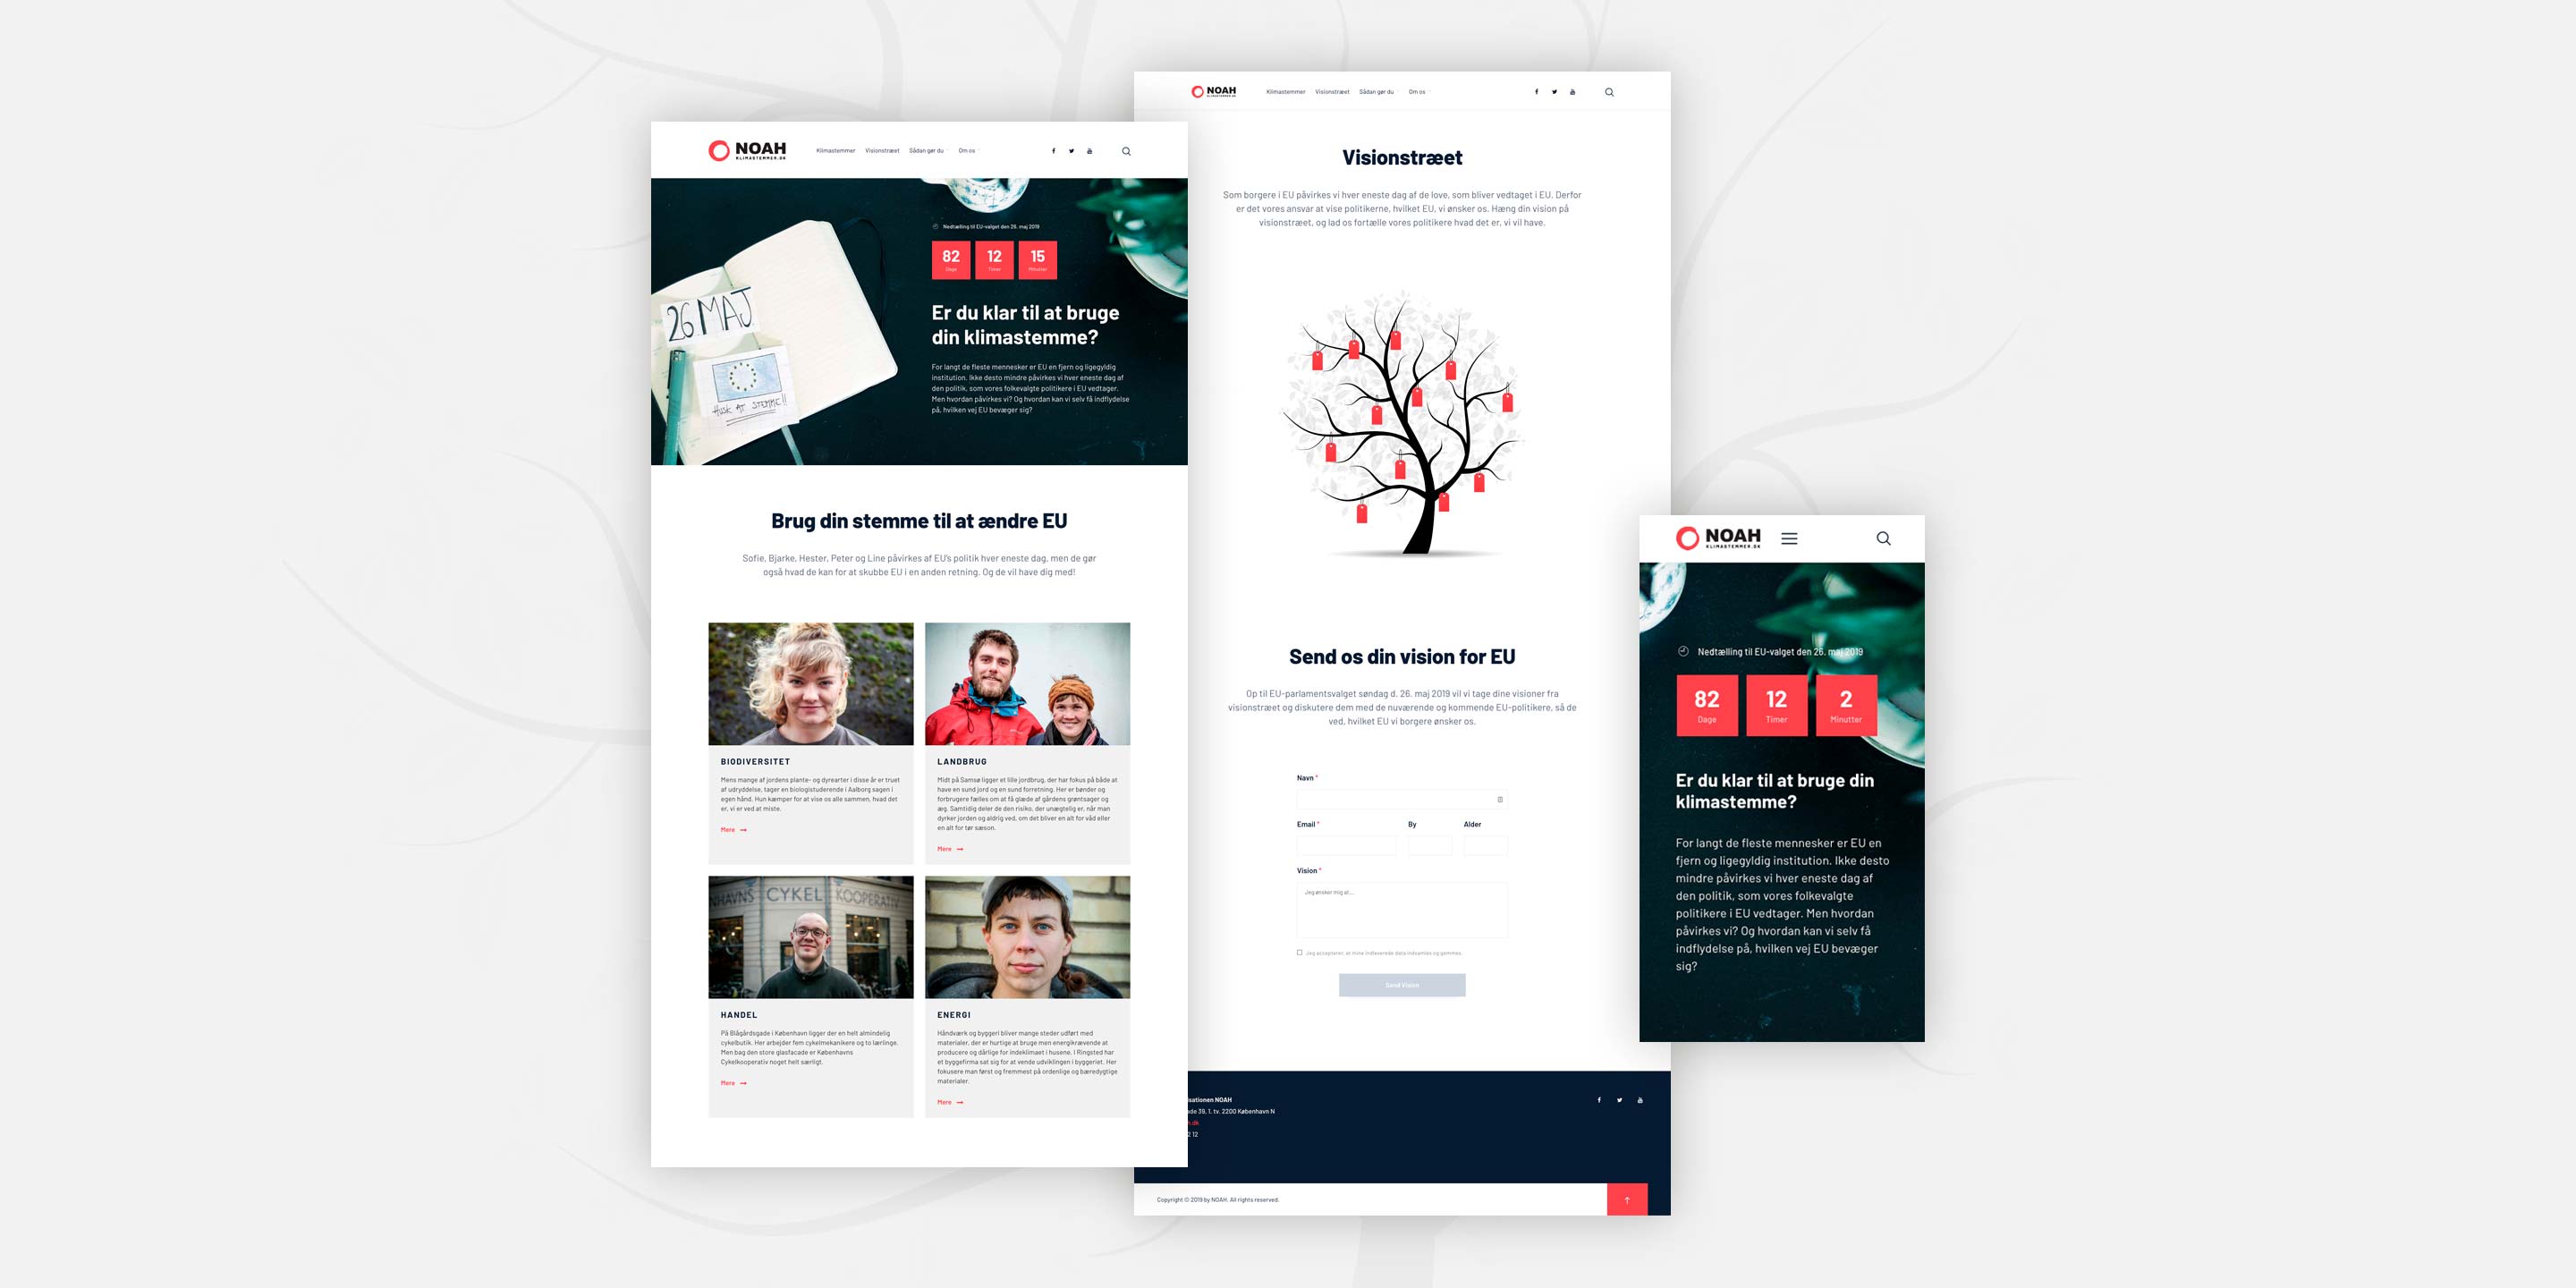 NOAH
KLIMASTEMMER.DK
Klimastemmer Visionstræet Sådan gør du Om os
26 MAJ
HUSK AT STEMME!!
Nedtælling til EU-valget den 26. maj 2019
82 12 15
Dage Timer Minutter
Er du klar til at bruge
din klimastemme?
For langt de fleste mennesker er EU en fjern og ligegyldig
institution. Ikke desto mindre påvirkes vi hver eneste dag af
den politik, som vores folkevalgte politikere i EU vedtager.
Men hvordan påvirkes vi? Og hvordan kan vi selv få indflydelse
på, hvilken vej EU bevæger sig?
Brug din stemme til at ændre EU
Sofie, Bjarke, Hester, Peter og Line påvirkes af EU's politik hver eneste dag, men de gør
også hvad de kan for at skubbe EU i en anden retning. Og de vil have dig med!
BIODIVERSITET
Mens mange af jordens plante- og dyrearter i disse år er truet
af udryddelse, tager en biologistuderende i Aalborg sagen i
egen hånd. Hun kæmper for at vise os alle sammen, hvad det
er, vi er ved at miste.
Mere
LANDBRUG
Midt på Samsø ligger et lille jordbrug, der har fokus på både at
have en sund jord og en sund forretning. Her er bønder og
forbrugere fælles om at få glæde af gårdens grøntsager og
æg. Samtidig deler de den risiko, der unægtelig er, når man
dyrker jorden og aldrig ved, om det bliver en alt for våd eller
en alt for tør sæson.
Mere
HAVNS CYKEL KOOPERATIV
HANDEL
På Blågårdsgade i København ligger der en helt almindelig
cykelbutik. Her arbejder fem cykelmekanikere og to lærlinge.
Men bag den store glasfacade er Københavns
Cykelkooperativ noget helt særligt.
Mere
ENERGI
Håndværk og byggeri bliver mange steder udført med
materialer, der er hurtige at bruge men energikrævende at
producere og dårlige for indeklimaet i husene. I Ringsted har
et byggefirma sat sig for at vende udviklingen i byggeriet. Her
fokusere man først og fremmest på ordenlige og bæredygtige
materialer.
Mere
NOAH
KLIMASTEMMER.DK
Klimastemmer Visionstræet Sådan gør du Om os
Visionstræet
Som borgere i EU påvirkes vi hver eneste dag af de love, som bliver vedtaget i EU. Derfor
er det vores ansvar at vise politikerne, hvilket EU, vi ønsker os. Hæng din vision på
visionstræet, og lad os fortælle vores politikere hvad det er, vi vil have.
Send os din vision for EU
Op til EU-parlamentsvalget søndag d. 26. maj 2019 vil vi tage dine visioner fra
visionstræet og diskutere dem med de nuværende og kommende EU-politikere, så de
ved, hvilket EU vi borgere ønsker os.
Navn *
Email * By Alder
Vision *
Jeg ønsker mig at...
Jeg accepterer, at mine indleverede data indsamles og gemmes.
Send Vision
sationen NOAH
ade 39, 1. tv. 2200 København N
.dk
2 12
Copyright © 2019 by NOAH. All rights reserved.
NOAH
KLIMASTEMMER.DK
Nedtælling til EU-valget den 26. maj 2019
82 12 2
Dage Timer Minutter
Er du klar til at bruge din
klimastemme?
For langt de fleste mennesker er EU en
fjern og ligegyldig institution. Ikke desto
mindre påvirkes vi hver eneste dag af
den politik, som vores folkevalgte
politikere i EU vedtager. Men hvordan
påvirkes vi? Og hvordan kan vi selv få
indflydelse på, hvilken vej EU bevæger
sig?